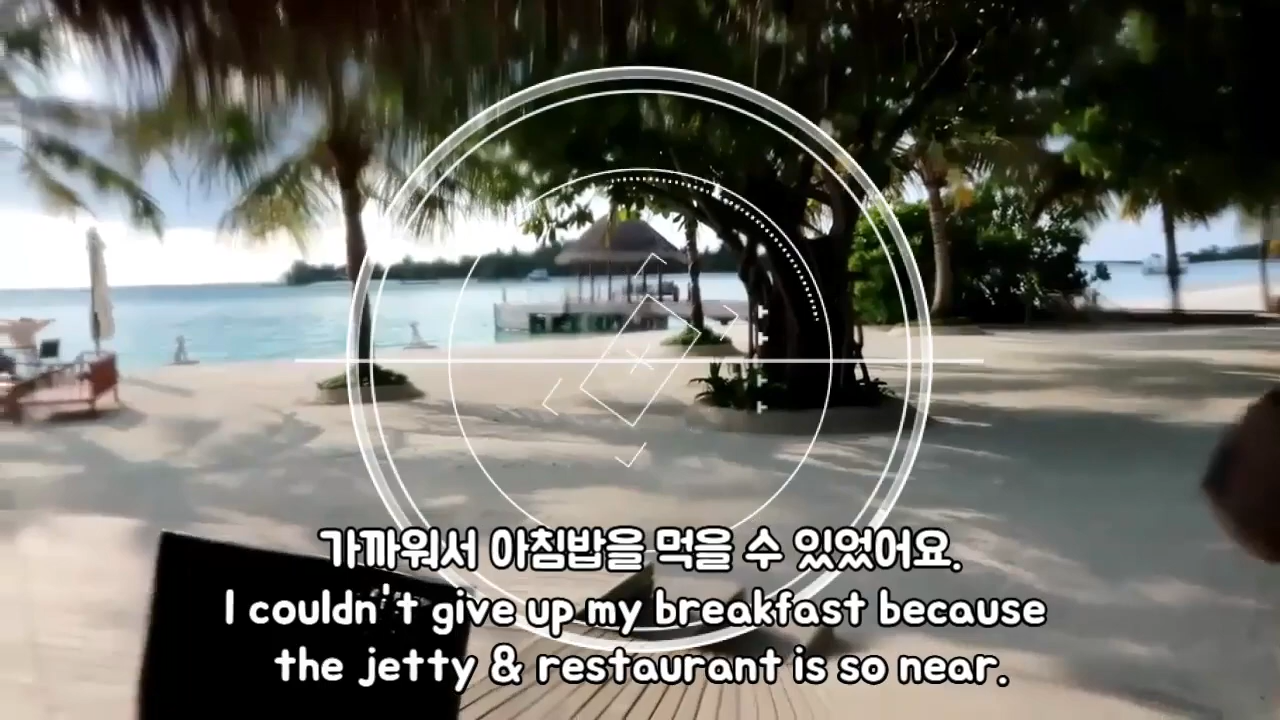 가까워서 아침밥을 먹을 수 있었어요.
I couldn't give up my breakfast because
the jetty & restaurant is so near.